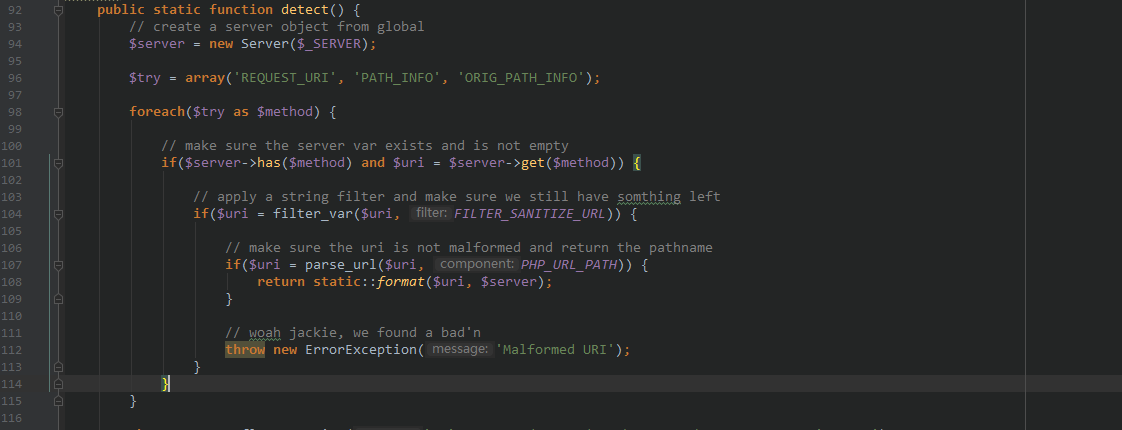 92 public static function detect() {
93 // create a server object from global
94 $server = new Server($_SERVER);
95
96 $try = array('REQUEST_URI', 'PATH_INFO', 'ORIG_PATH_INFO');
97
98 foreach($try as $method) {
99
100 // make sure the server var exists and is not empty
101 if($server->has($method) and $uri = $server->get($method)) {
102
103 // apply a string filter and make sure we still have somthing left
104 if($uri = filter_var($uri, filter: FILTER_SANITIZE_URL)) {
105
106 // make sure the uri is not malformed and return the pathname
107 if($uri = parse_url($uri, component: PHP_URL_PATH)) {
108 return static::format($uri, $server);
109 }
110
111 // woah jackie, we found a bad'n
112 throw new ErrorException( message: 'Malformed URI');
113 }
114 }
115 }
116